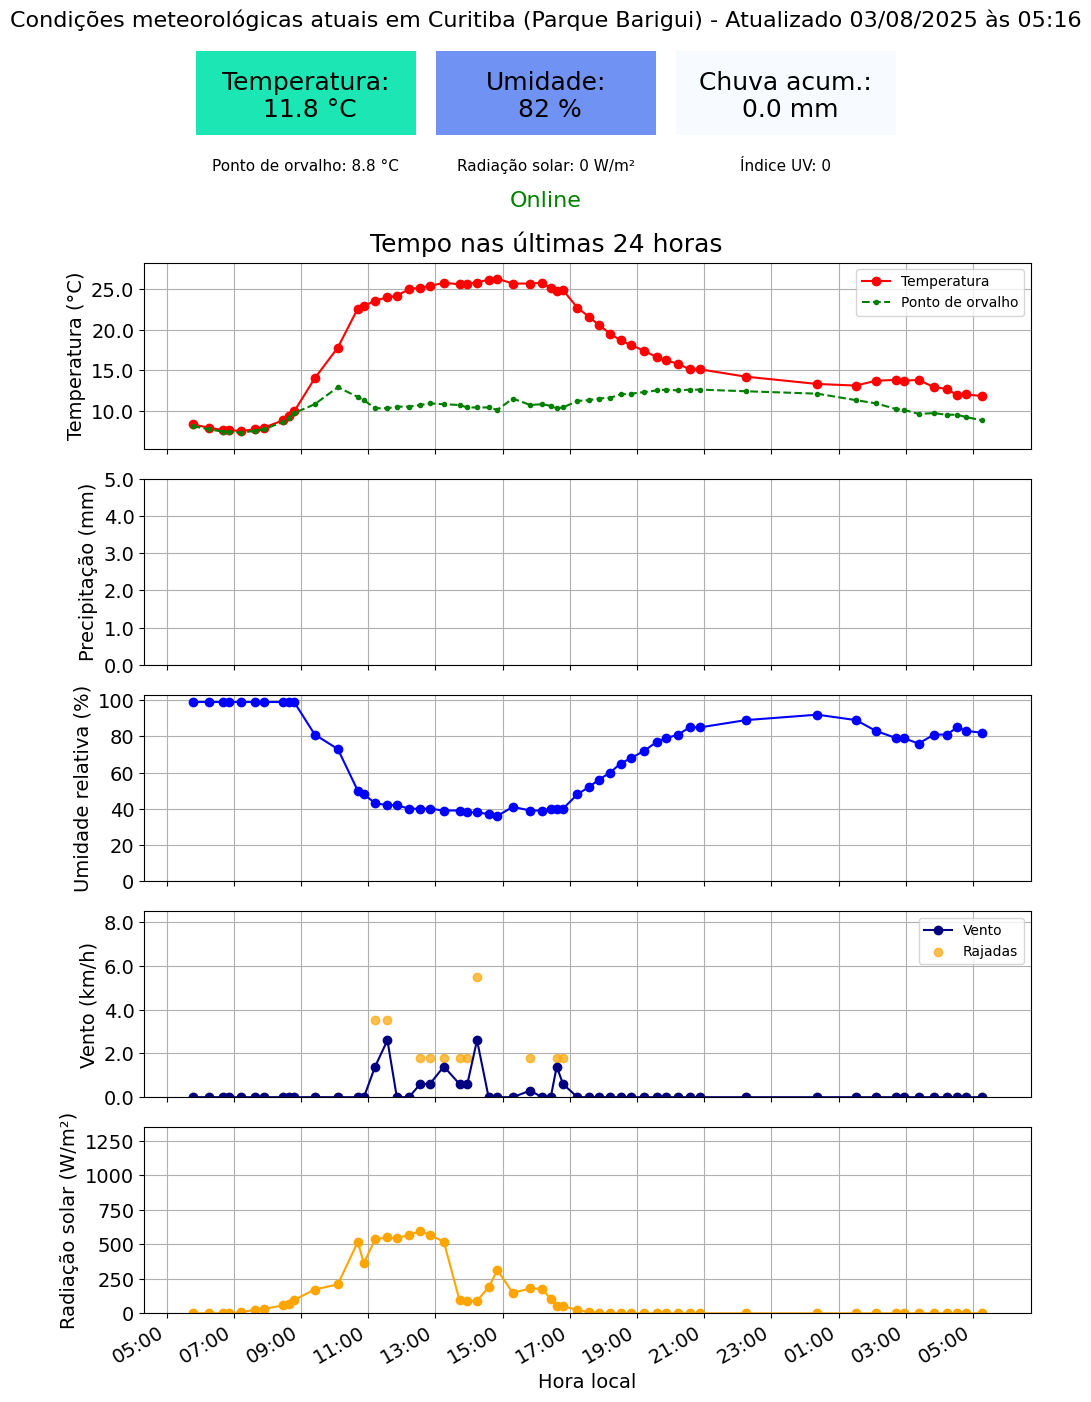 Condições meteorológicas atuais em Curitiba (Parque Barigui) - Atualizado 03/08/2025 às 05:16
Temperatura:
11.8 °C
Umidade:
82 %
Chuva acum.:
0.0 mm
Ponto de orvalho: 8.8 °C
Radiação solar: 0 W/m²
Índice UV: 0
Online
Tempo nas últimas 24 horas
Temperatura (°C)
25.0
20.0
15.0
10.0
Temperatura
Ponto de orvalho
Precipitação (mm)
5.0
4.0
3.0
2.0
1.0
0.0
Umidade relativa (%)
100
80
60
40
20
0
Vento (km/h)
8.0
6.0
4.0
2.0
0.0
Vento
Rajadas
Radiação solar (W/m²)
1250
1000
750
500
250
0
05:00
07:00
09:00
11:00
13:00
15:00
17:00
19:00
21:00
23:00
01:00
03:00
05:00
Hora local